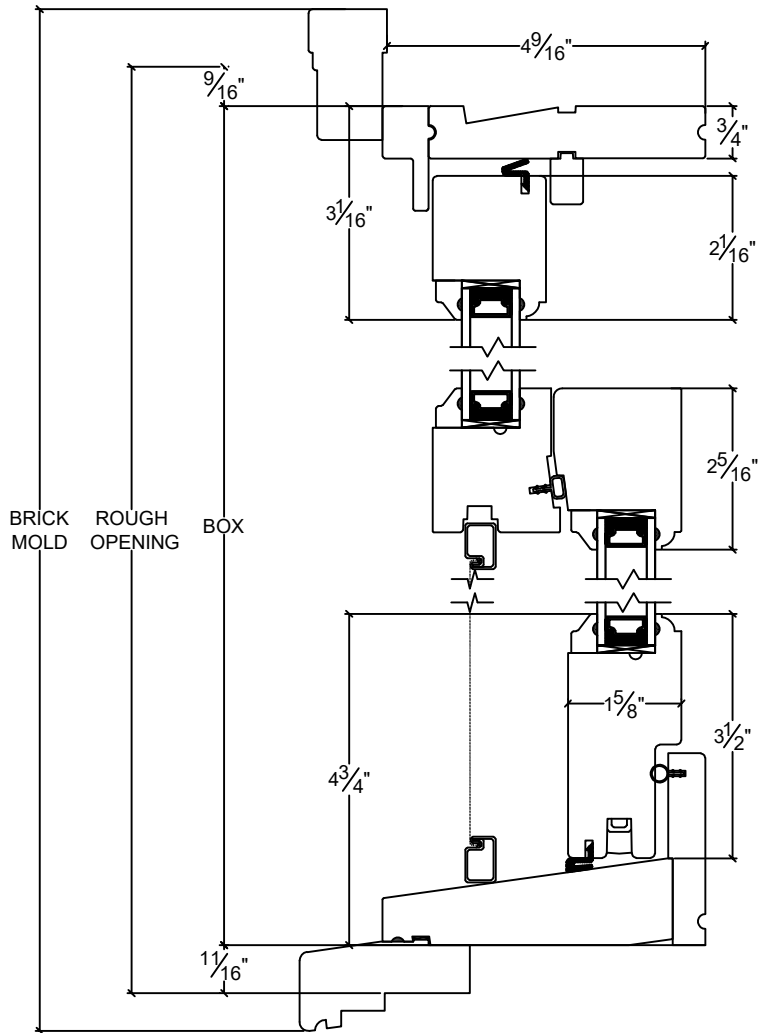 4 9/16"
9/16"
3/4"
3 1/16"
2 1/16"
2 5/16"
BRICK
MOLD
ROUGH
OPENING
BOX
1 5/8"
3 1/2"
4 3/4"
11/16"